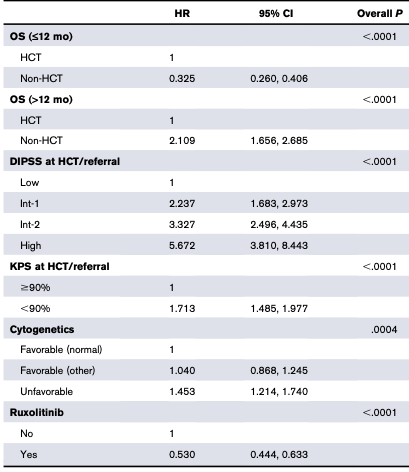 HR 95% CI Overall P
OS (≤12 mo) <.0001
HCT 1
Non-HCT 0.325 0.260, 0.406
OS (>12 mo) <.0001
HCT 1
Non-HCT 2.109 1.656, 2.685
DIPSS at HCT/referral <.0001
Low 1
Int-1 2.237 1.683, 2.973
Int-2 3.327 2.496, 4.435
High 5.672 3.810, 8.443
KPS at HCT/referral <.0001
≥90% 1
<90% 1.713 1.485, 1.977
Cytogenetics .0004
Favorable (normal) 1
Favorable (other) 1.040 0.868, 1.245
Unfavorable 1.453 1.214, 1.740
Ruxolitinib <.0001
No 1
Yes 0.530 0.444, 0.633